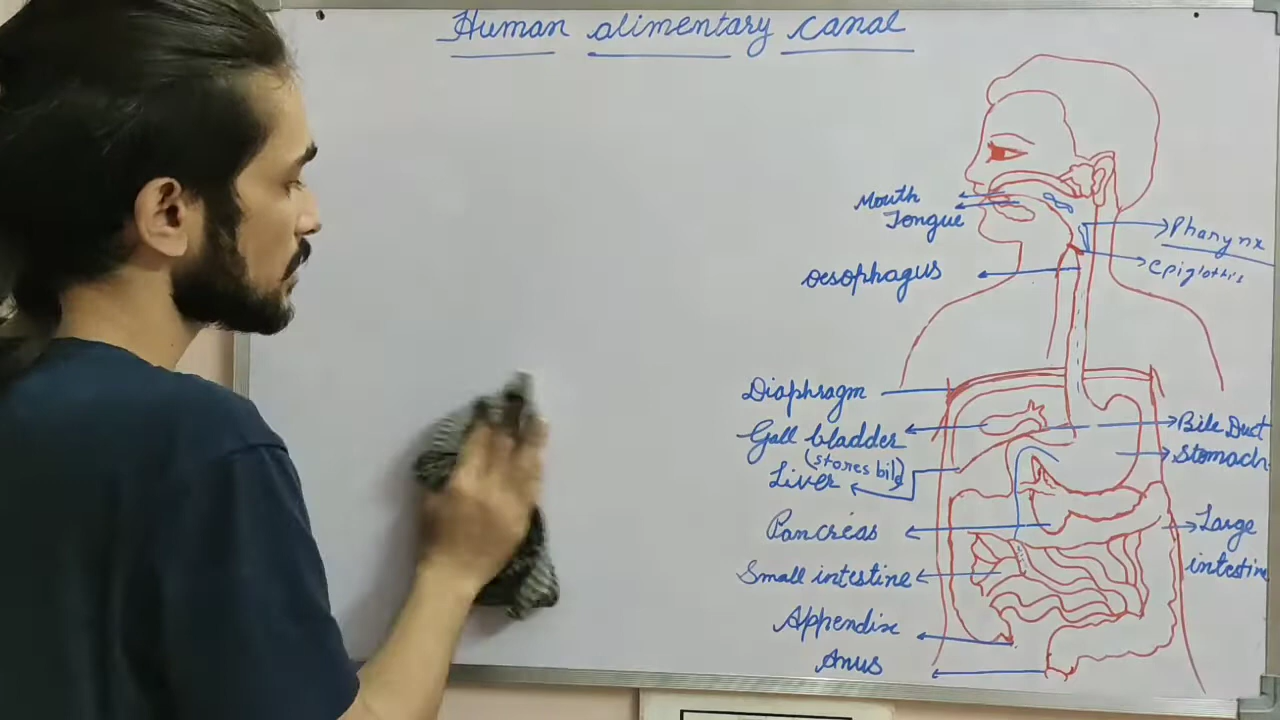 Human alimentary canal
Mouth
Tongue
Pharynx
epiglottis
oesophagus
Diaphragm
Gall bladder
(stores bile)
Bile Duct
Stomach
Liver
Pancreas
Large
intestine
Small intestine
Appendix
Anus